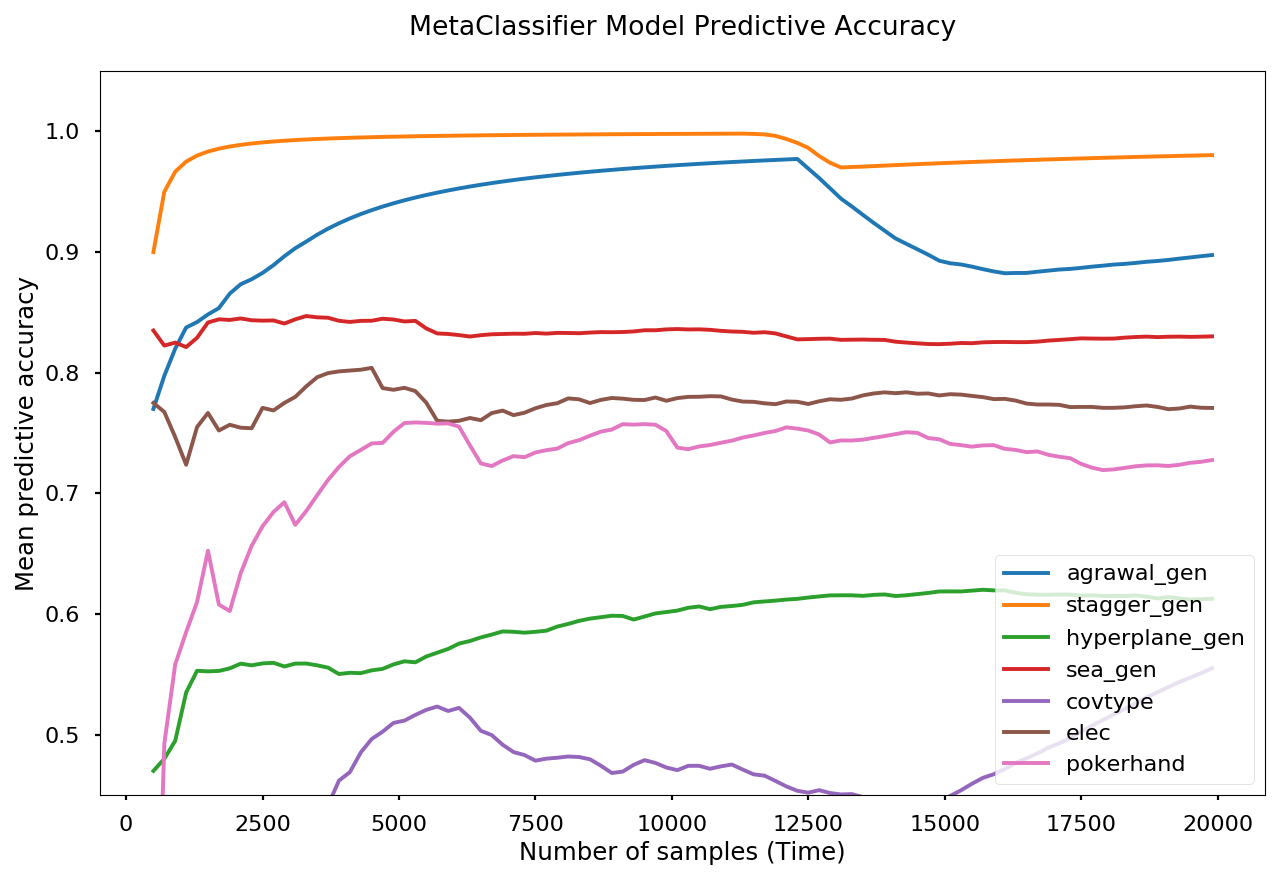 MetaClassifier Model Predictive Accuracy
Mean predictive accuracy
1.0
0.9
0.8
0.7
0.6
0.5
agrawal_gen
stagger_gen
hyperplane_gen
sea_gen
covtype
elec
pokerhand
0 2500 5000 7500 10000 12500 15000 17500 20000
Number of samples (Time)